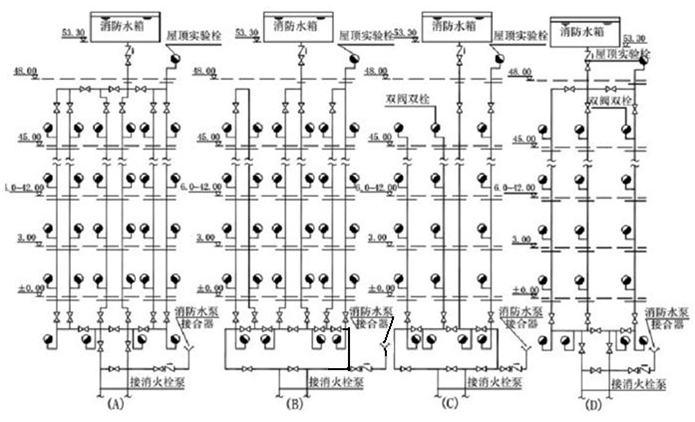 消防水箱
53.30
屋顶实验栓
48.00
45.00
6.0~42.00
3.00
±0.00
消防水泵
接合器
接消火栓泵
(A)
消防水箱
53.30
屋顶实验栓
48.00
45.00
6.0~42.00
3.00
±0.00
消防水泵
接合器
接消火栓泵
(B)
消防水箱
53.30
屋顶实验栓
48.00
双阀双栓
45.00
6.0~42.00
2.00
±0.00
消防水泵
接合器
接消火栓泵
(C)
消防水箱
53.30
屋顶实验栓
48.00
双阀双栓
45.00
6.0~42.00
3.00
±0.00
消防水泵
接合器
接消火栓泵
(D)